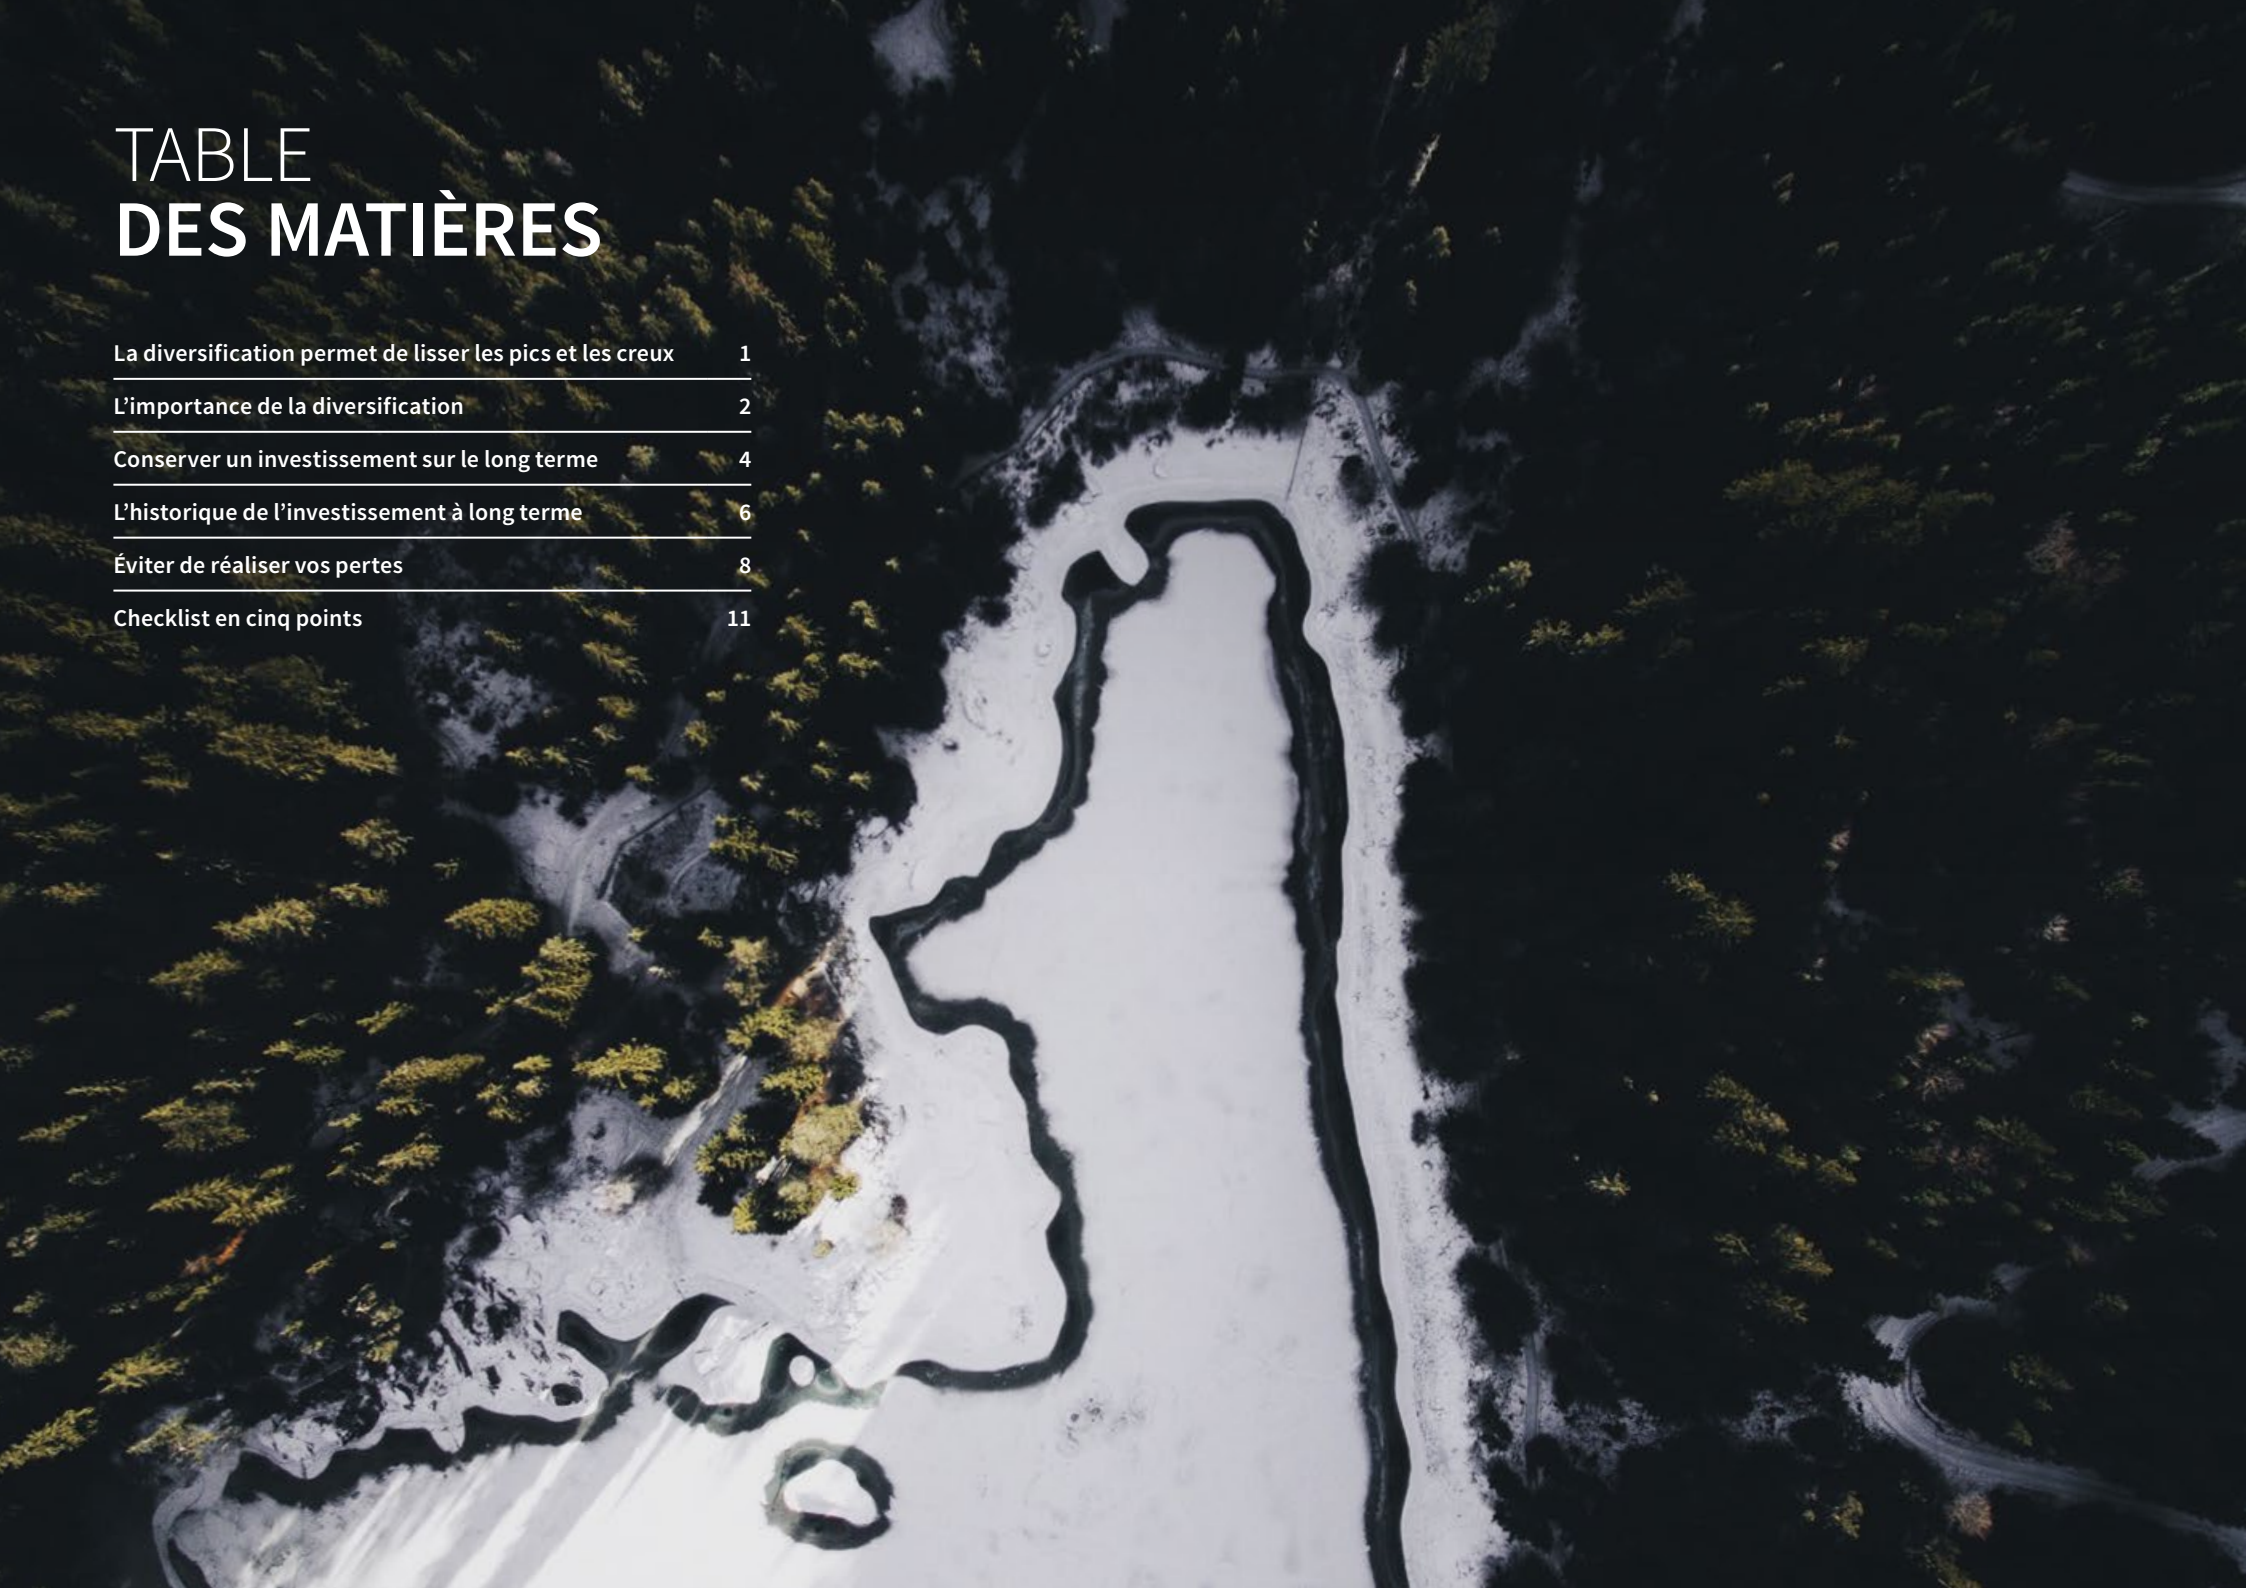 TABLE
DES MATIÈRES
La diversification permet de lisser les pics et les creux 1
L’importance de la diversification 2
Conserver un investissement sur le long terme 4
L’historique de l’investissement à long terme 6
Éviter de réaliser vos pertes 8
Checklist en cinq points 11